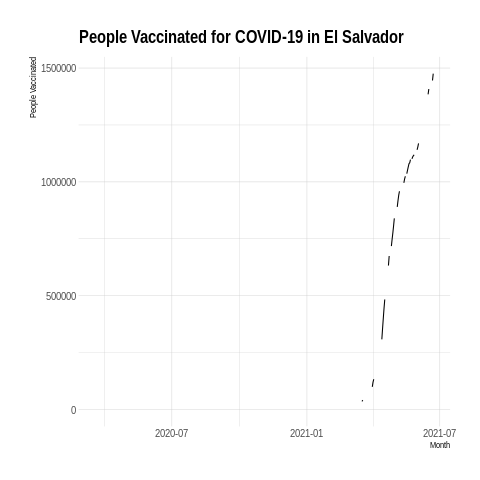 People Vaccinated for COVID-19 in El Salvador
People Vaccinated
1500000
1000000
500000
0
2020-07
2021-01
2021-07
Month